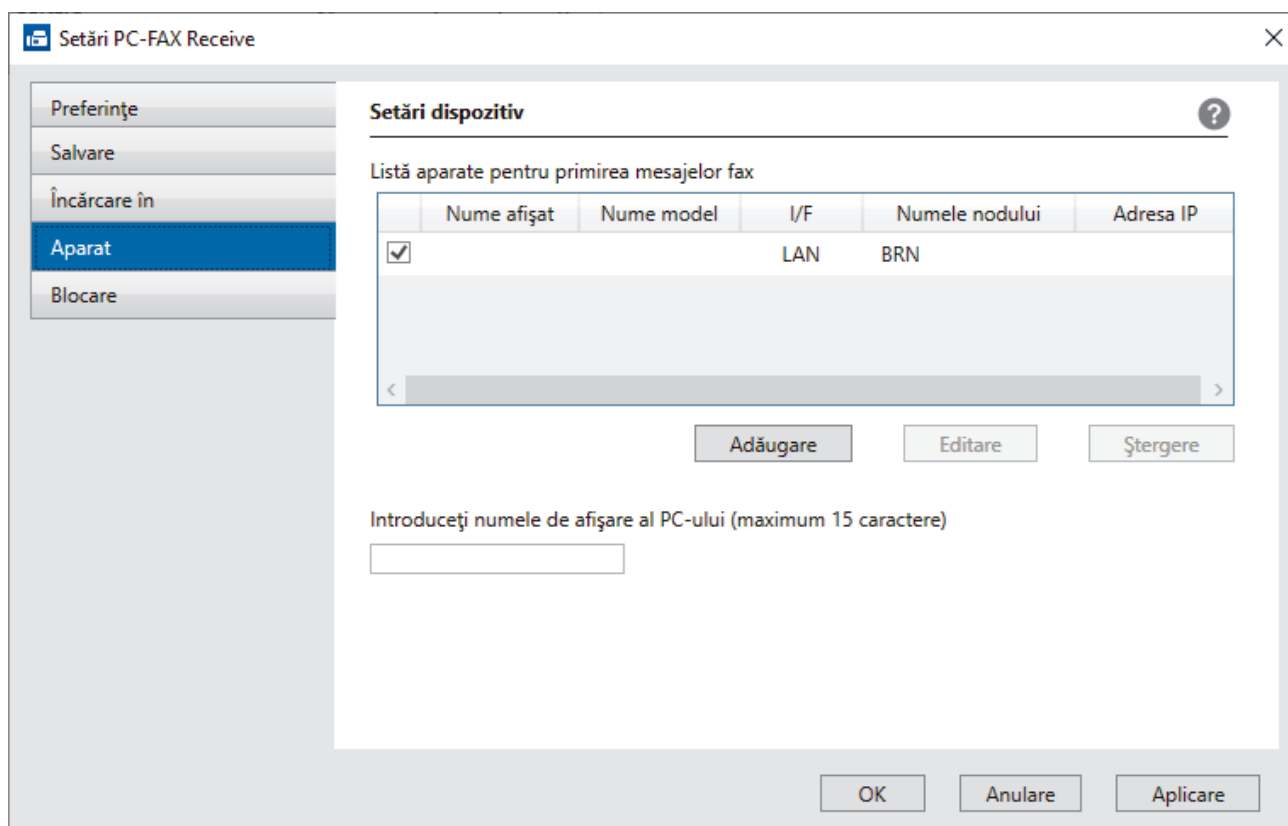 Setări PC-FAX Receive
Preferinţe
Salvare
Încărcare în
Aparat
Blocare
Setări dispozitiv
Listă aparate pentru primirea mesajelor fax
Nume afişat Nume model I/F Numele nodului Adresa IP
LAN BRN
Adăugare Editare Ştergere
Introduceţi numele de afişare al PC-ului (maximum 15 caractere)
OK Anulare Aplicare